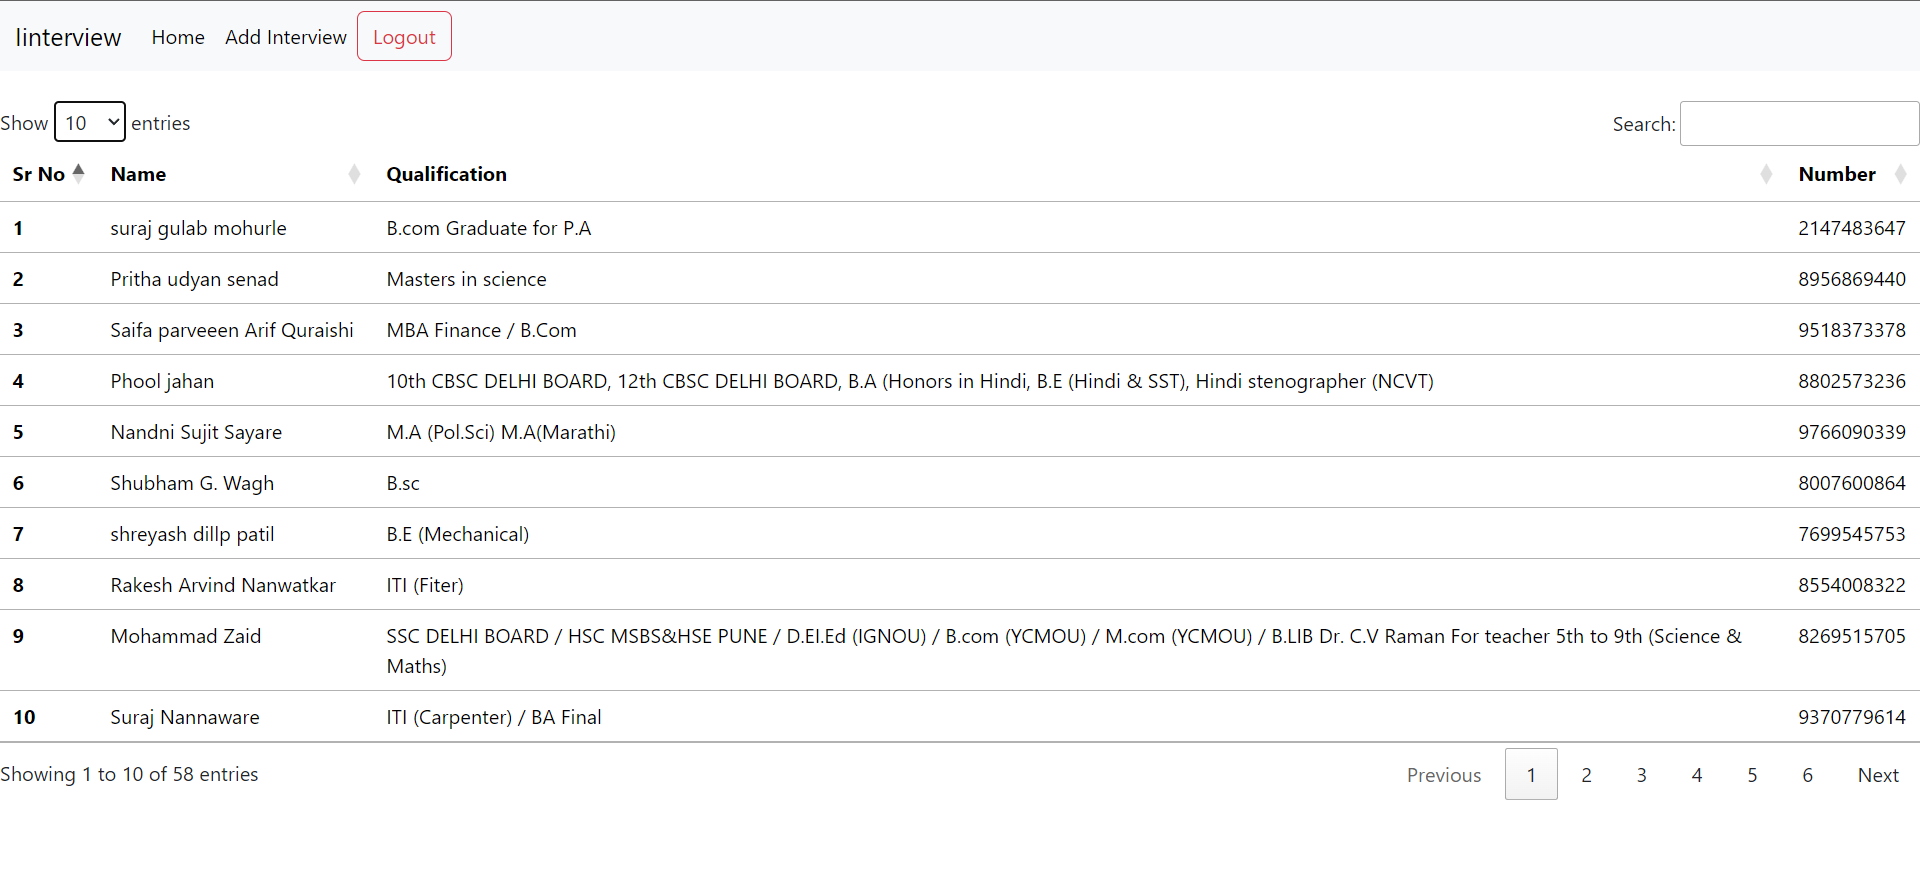 Iinterview Home Add Interview Logout
Show 10 entries Search:
Sr No Name Qualification Number
1 suraj gulab mohurle B.com Graduate for P.A 2147483647
2 Pritha udyan senad Masters in science 8956869440
3 Saifa parveeen Arif Quraishi MBA Finance / B.Com 9518373378
4 Phool jahan 10th CBSC DELHI BOARD, 12th CBSC DELHI BOARD, B.A (Honors in Hindi, B.E (Hindi & SST), Hindi stenographer (NCVT) 8802573236
5 Nandni Sujit Sayare M.A (Pol.Sci) M.A(Marathi) 9766090339
6 Shubham G. Wagh B.sc 8007600864
7 shreyash dillp patil B.E (Mechanical) 7699545753
8 Rakesh Arvind Nanwatkar ITI (Fiter) 8554008322
9 Mohammad Zaid SSC DELHI BOARD / HSC MSBS&HSE PUNE / D.EI.Ed (IGNOU) / B.com (YCMOU) / M.com (YCMOU) / B.LIB Dr. C.V Raman For teacher 5th to 9th (Science & 8269515705
Maths)
10 Suraj Nannaware ITI (Carpenter) / BA Final 9370779614
Showing 1 to 10 of 58 entries Previous 1 2 3 4 5 6 Next